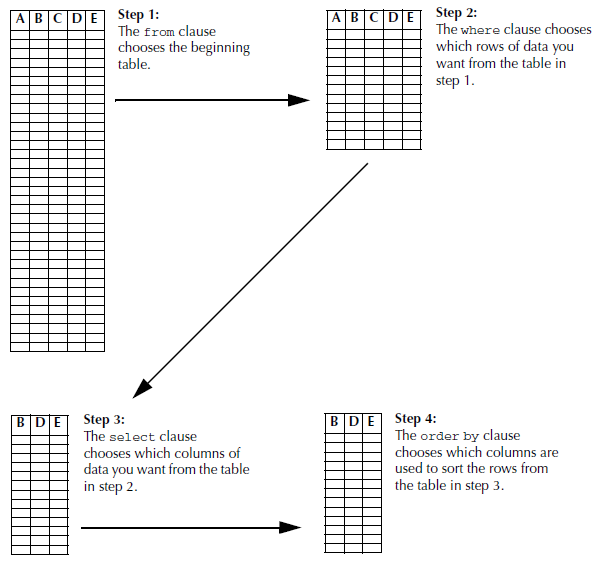 A B C D E
Step 1:
The from clause
chooses the beginning
table.
A B C D E
Step 2:
The where clause chooses
which rows of data you
want from the table in
step 1.
B D E
Step 3:
The select clause
chooses which columns of
data you want from the table
in step 2.
B D E
Step 4:
The order by clause
chooses which columns are
used to sort the rows from
the table in step 3.